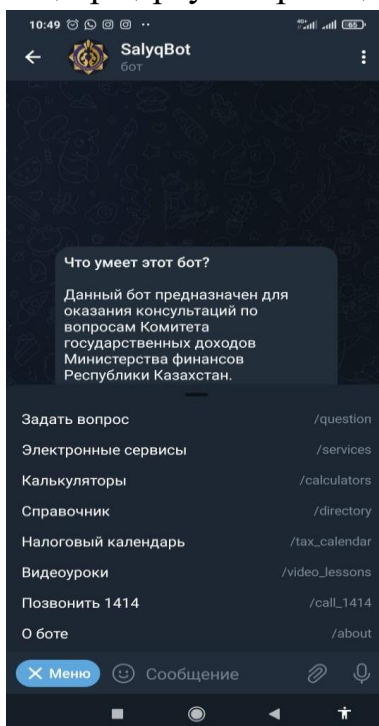 10:49
SalyqBot
бот
Что умеет этот бот?
Данный бот предназначен для
оказания консультаций по
вопросам Комитета
государственных доходов
Министерства финансов
Республики Казахстан.
Задать вопрос /question
Электронные сервисы /services
Калькуляторы /calculators
Справочник /directory
Налоговый календарь /tax_calendar
Видеоуроки /video_lessons
Позвонить 1414 /call_1414
О боте /about
Меню Сообщение